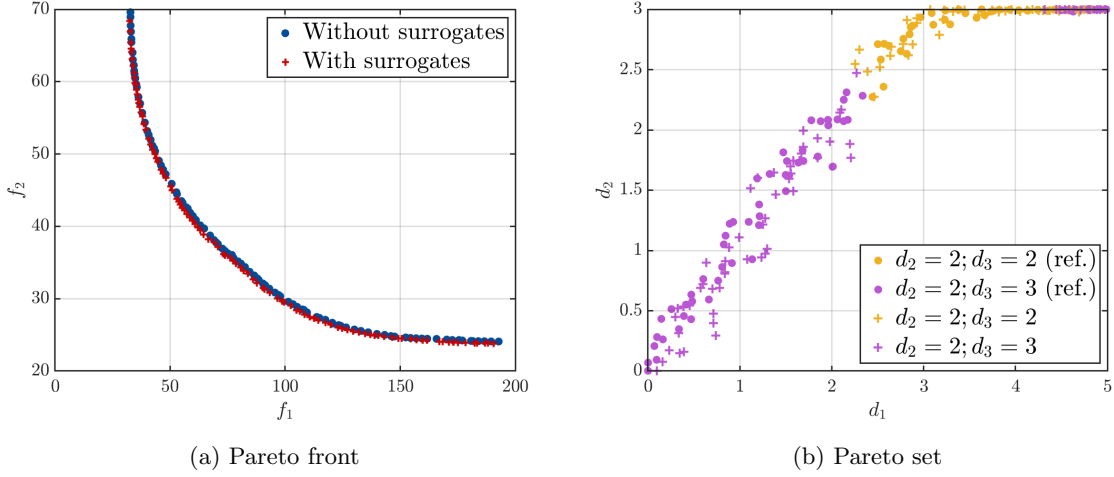 70
60
50
40
30
20
f₂
0
50
100
150
200
f₁
Without surrogates
With surrogates
(a) Pareto front
3
2.5
2
1.5
1
0.5
0
d₂
0
1
2
3
4
5
d₁
d₂ = 2; d₃ = 2 (ref.)
d₂ = 2; d₃ = 3 (ref.)
d₂ = 2; d₃ = 2
d₂ = 2; d₃ = 3
(b) Pareto set